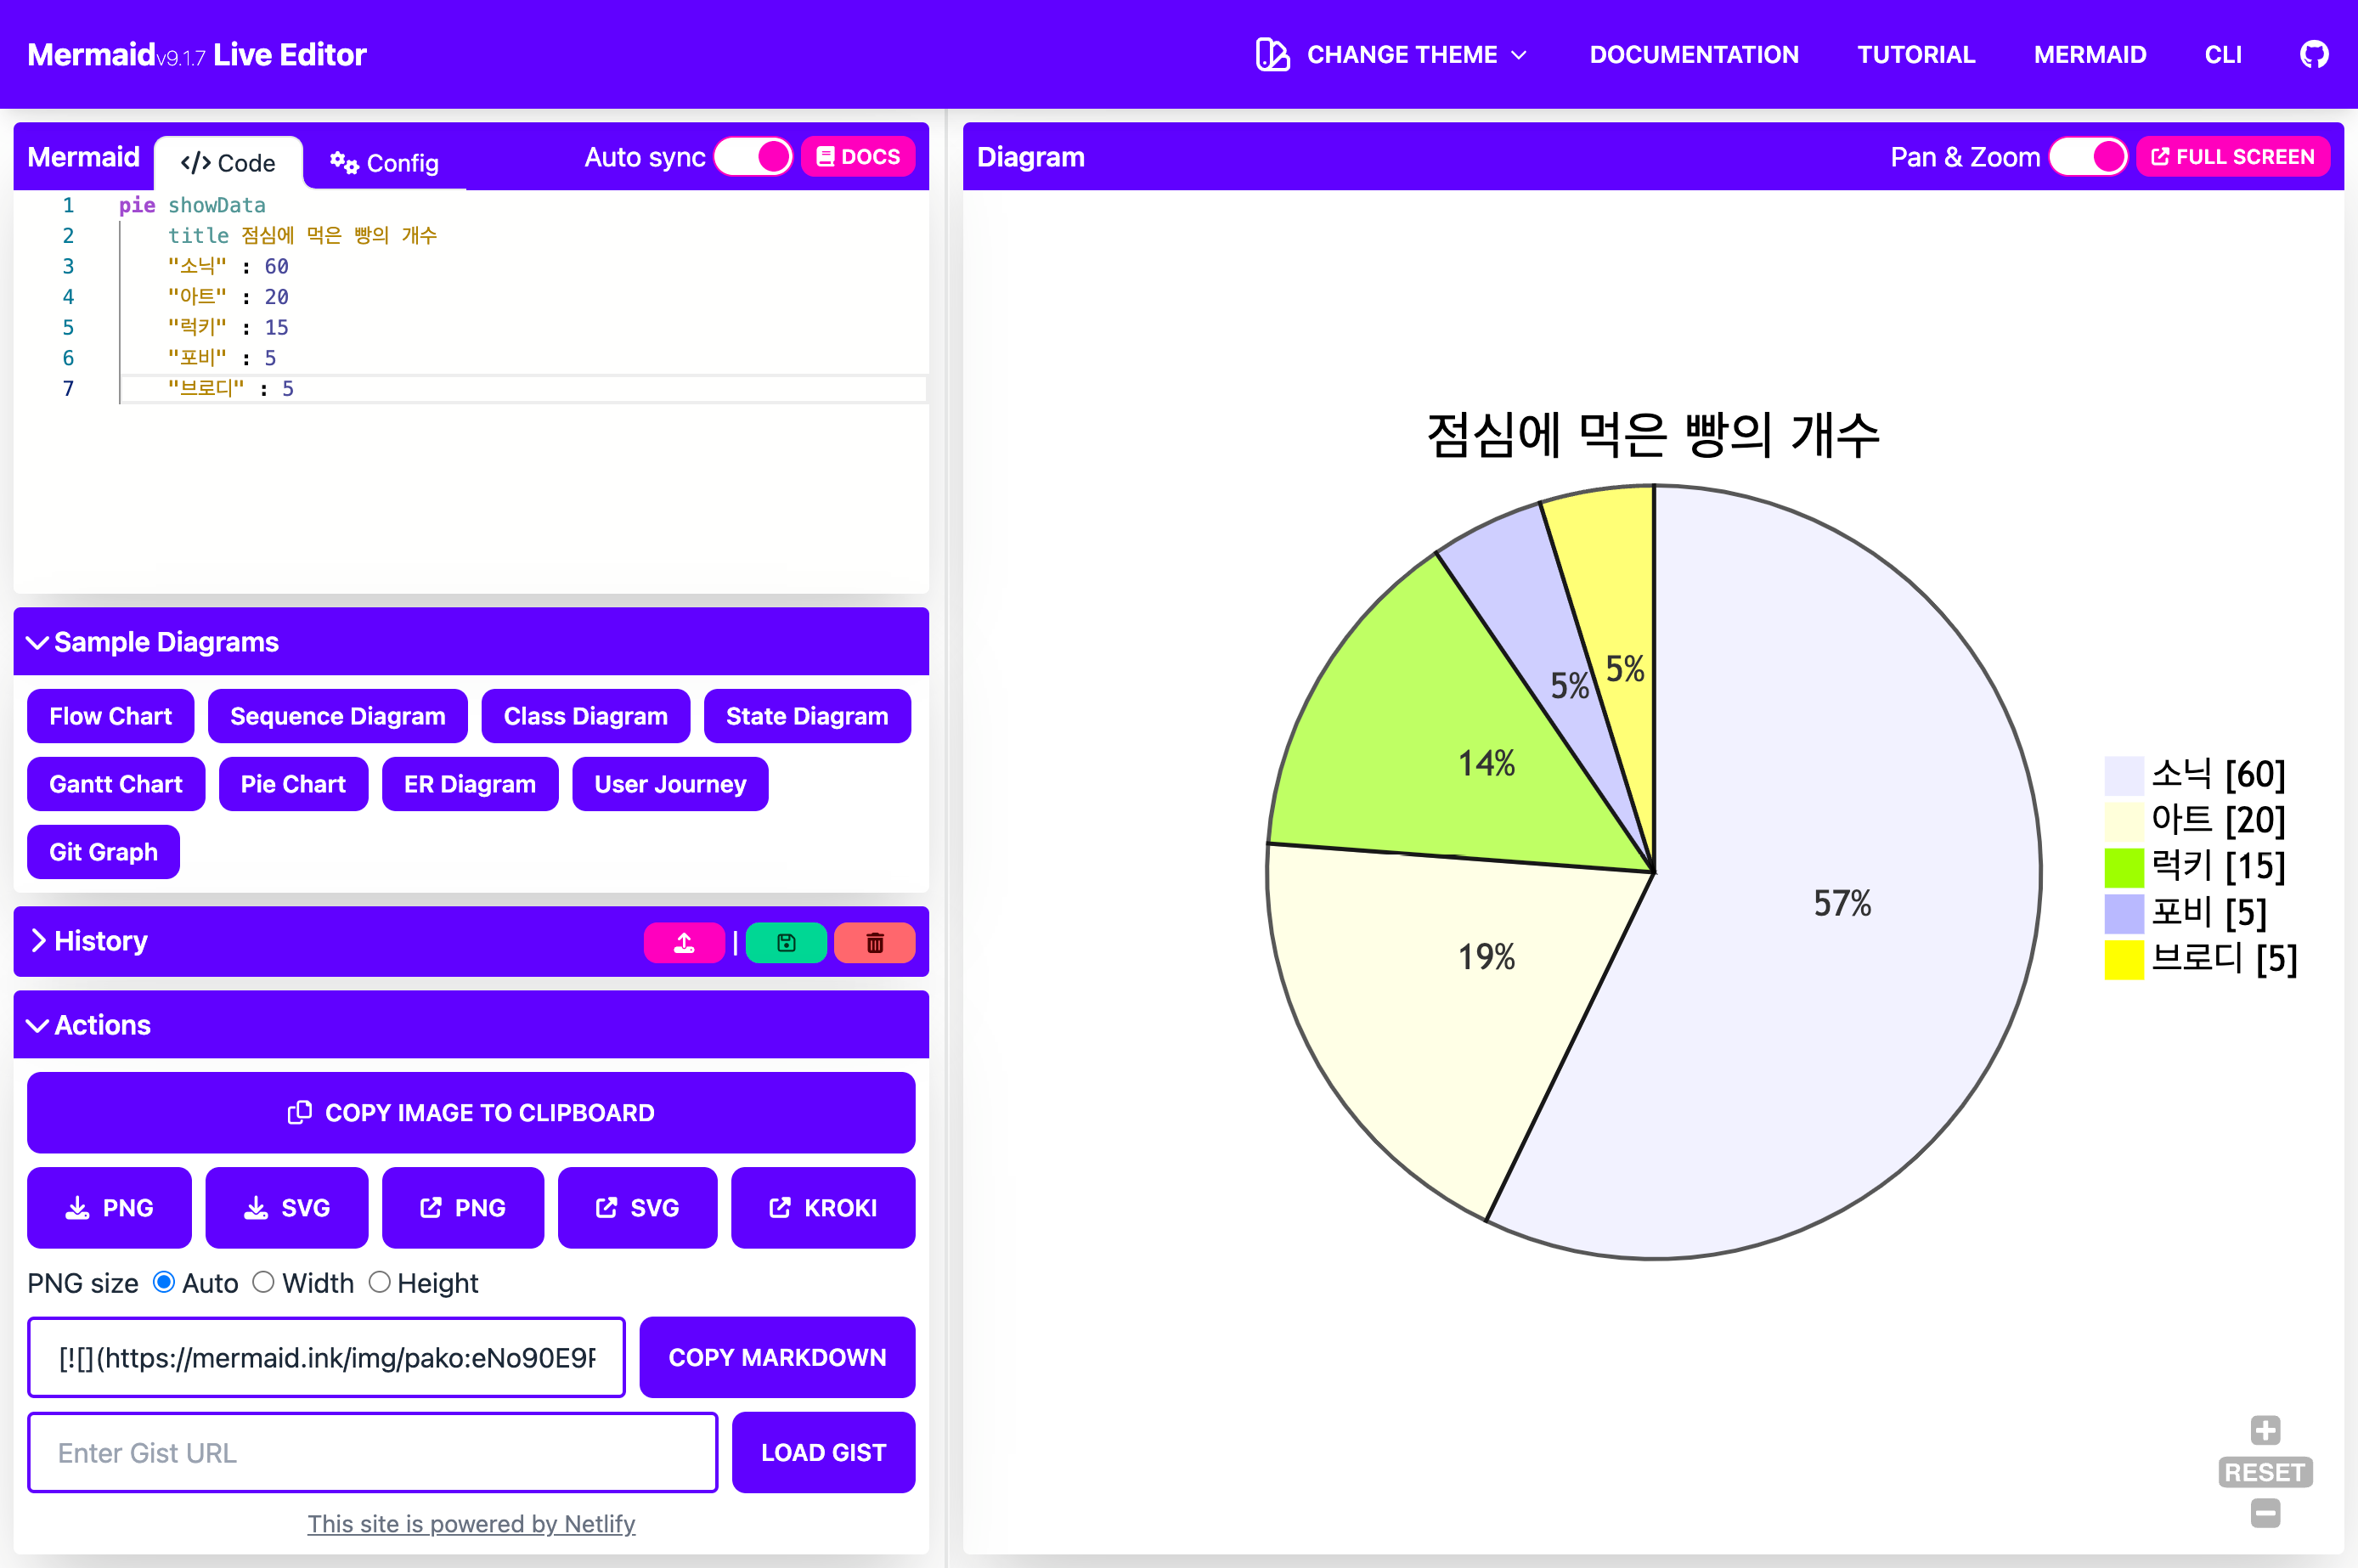 Mermaid v9.1.7 Live Editor
CHANGE THEME
DOCUMENTATION
TUTORIAL
MERMAID
CLI
Mermaid
</> Code
Config
Auto sync
DOCS
1 pie showData
2 title 점심에 먹은 빵의 개수
3 "소닉" : 60
4 "아트" : 20
5 "럭키" : 15
6 "포비" : 5
7 "브로디" : 5
Sample Diagrams
Flow Chart
Sequence Diagram
Class Diagram
State Diagram
Gantt Chart
Pie Chart
ER Diagram
User Journey
Git Graph
History
|
Actions
COPY IMAGE TO CLIPBOARD
PNG
SVG
PNG
SVG
KROKI
PNG size Auto Width Height
[![](https://mermaid.ink/img/pako:eNo90E9F
COPY MARKDOWN
Enter Gist URL
LOAD GIST
This site is powered by Netlify
Diagram
Pan & Zoom
FULL SCREEN
점심에 먹은 빵의 개수
5%
5%
14%
57%
19%
소닉 [60]
아트 [20]
럭키 [15]
포비 [5]
브로디 [5]
RESET